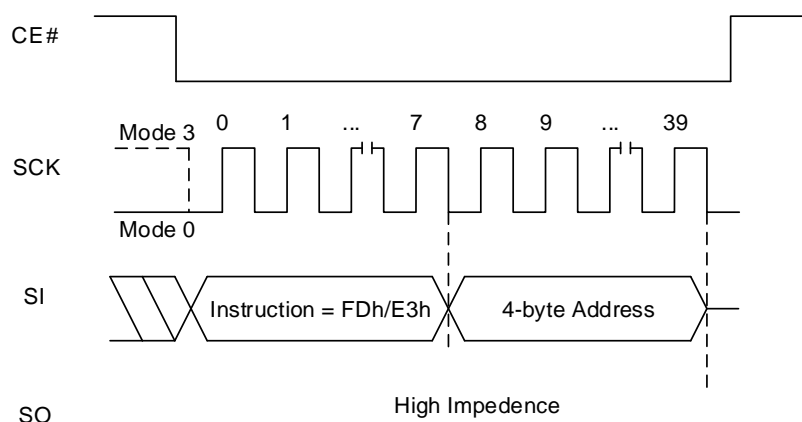 CE#
0 1 ... 7 8 9 ... 39
Mode 3
SCK
Mode 0
SI
Instruction = FDh/E3h 4-byte Address
High Impedence
SO